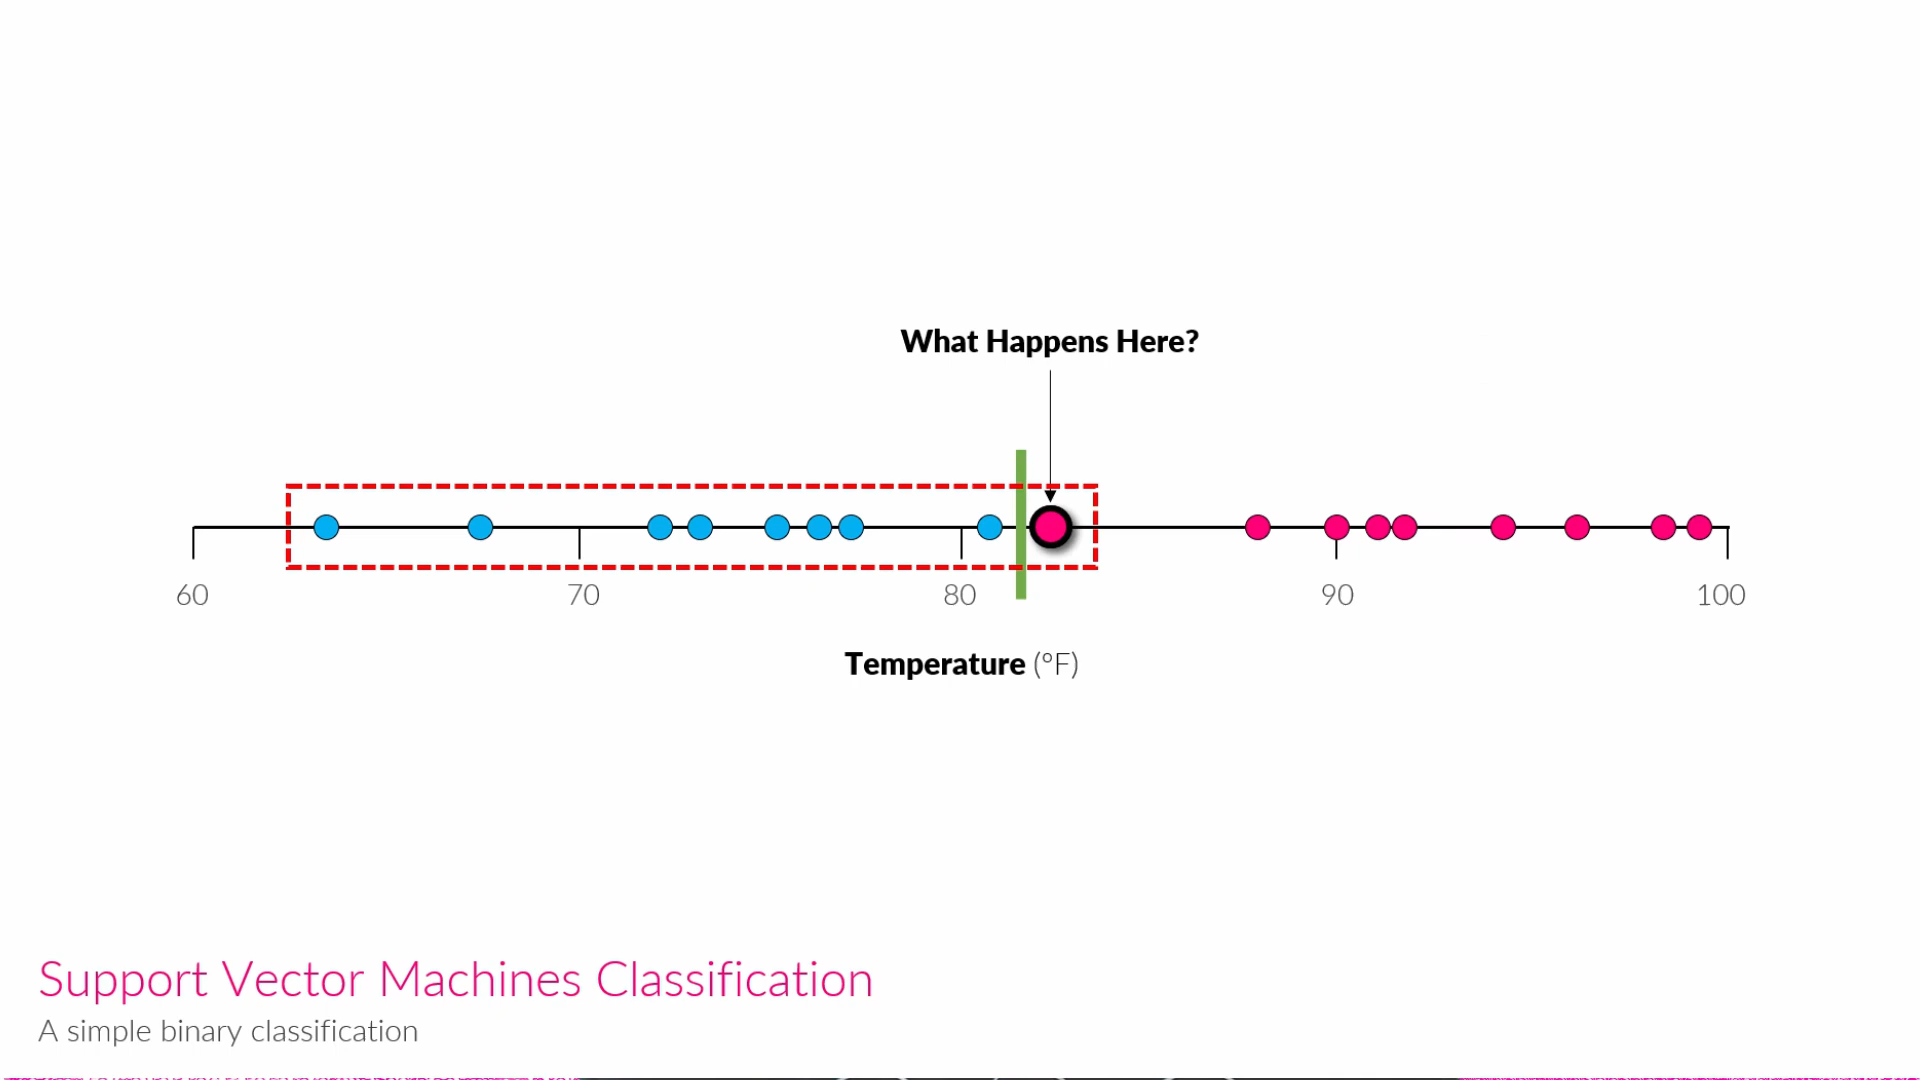 What Happens Here?
60 70 80 90 100
Temperature (°F)
Support Vector Machines Classification
A simple binary classification